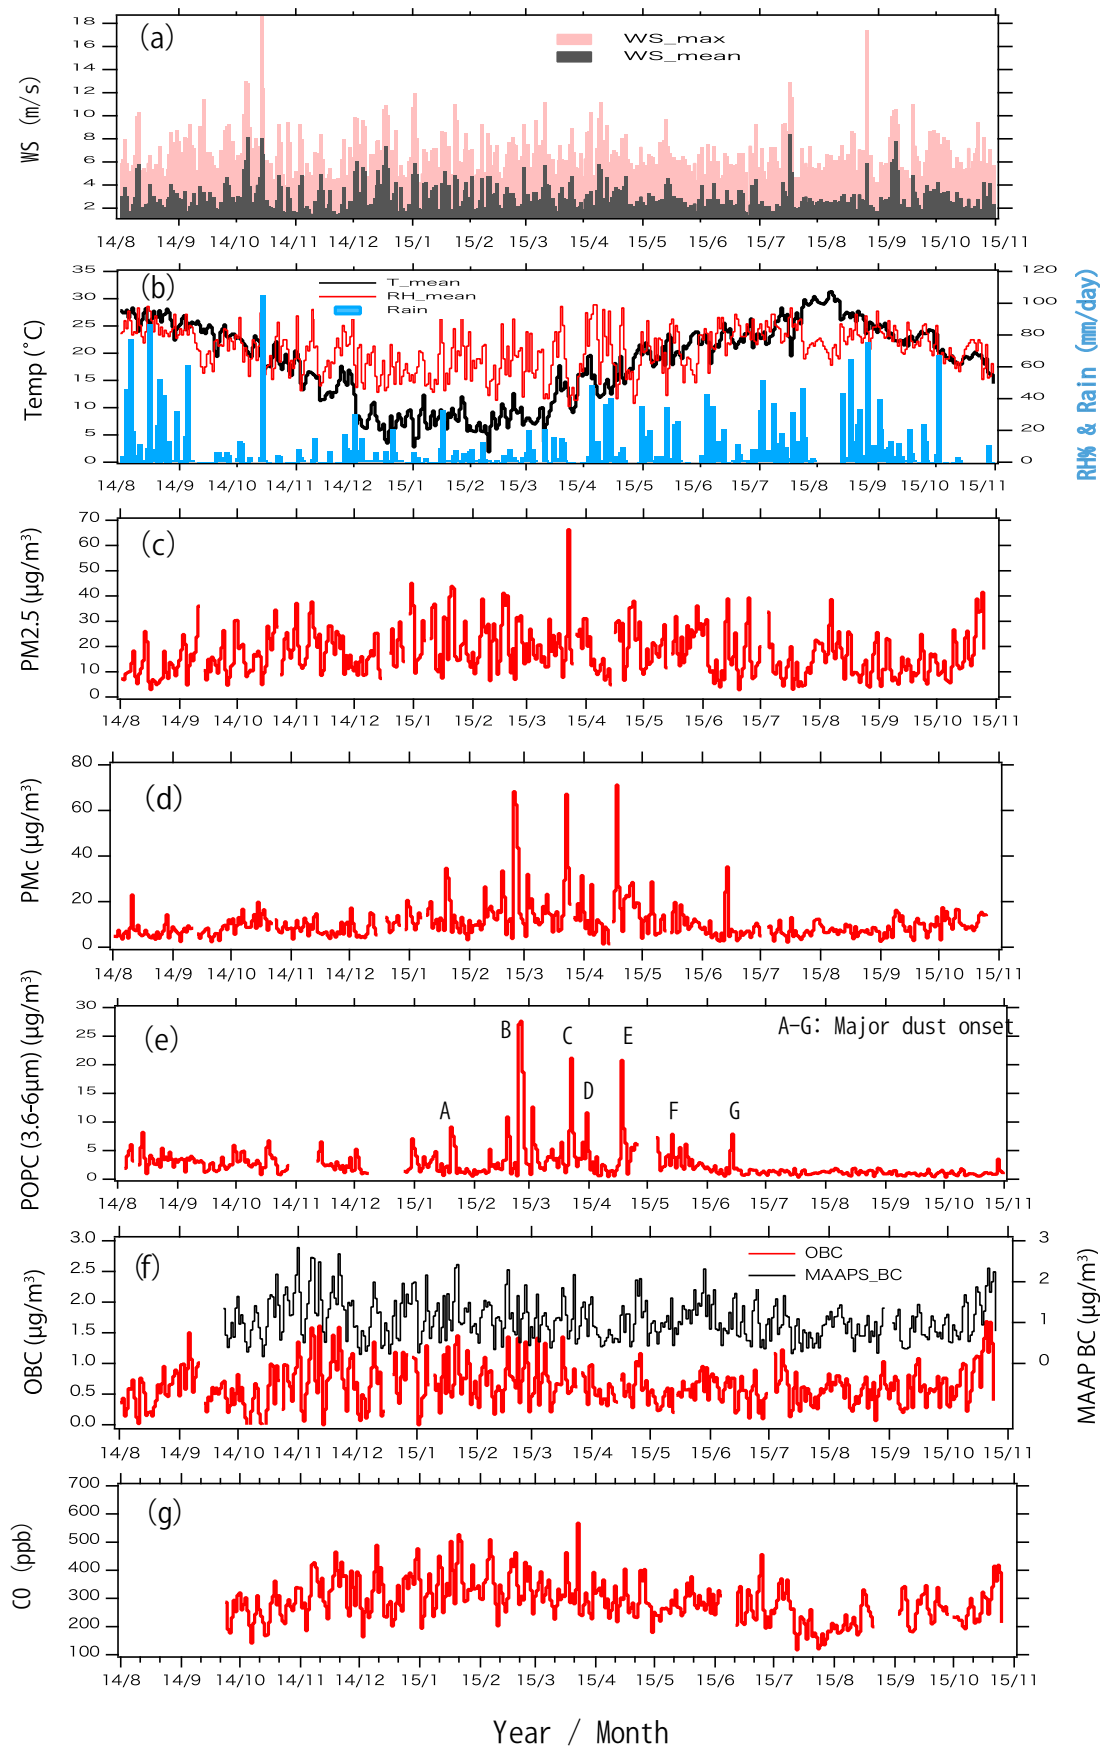 (a)
WS_max
WS_mean
WS (m/s)
18
16
14
12
10
8
6
4
2
14/8 14/9 14/10 14/11 14/12 15/1 15/2 15/3 15/4 15/5 15/6 15/7 15/8 15/9 15/10 15/11
(b)
T_mean
RH_mean
Rain
Temp (°C)
35
30
25
20
15
10
5
0
RH% & Rain (mm/day)
120
100
80
60
40
20
0
14/8 14/9 14/10 14/11 14/12 15/1 15/2 15/3 15/4 15/5 15/6 15/7 15/8 15/9 15/10 15/11
(c)
PM2.5 (μg/m³)
70
60
50
40
30
20
10
0
14/8 14/9 14/10 14/11 14/12 15/1 15/2 15/3 15/4 15/5 15/6 15/7 15/8 15/9 15/10 15/11
(d)
PMc (μg/m³)
80
60
40
20
0
14/8 14/9 14/10 14/11 14/12 15/1 15/2 15/3 15/4 15/5 15/6 15/7 15/8 15/9 15/10 15/11
(e)
A-G: Major dust onset
A
B
C
D
E
F
G
POPC (3.6-6μm) (μg/m³)
30
25
20
15
10
5
0
14/8 14/9 14/10 14/11 14/12 15/1 15/2 15/3 15/4 15/5 15/6 15/7 15/8 15/9 15/10 15/11
(f)
OBC
MAAPS_BC
OBC (μg/m³)
3.0
2.5
2.0
1.5
1.0
0.5
0.0
MAAP BC (μg/m³)
3
2
1
0
14/8 14/9 14/10 14/11 14/12 15/1 15/2 15/3 15/4 15/5 15/6 15/7 15/8 15/9 15/10 15/11
(g)
CO (ppb)
700
600
500
400
300
200
100
14/8 14/9 14/10 14/11 14/12 15/1 15/2 15/3 15/4 15/5 15/6 15/7 15/8 15/9 15/10 15/11
Year / Month